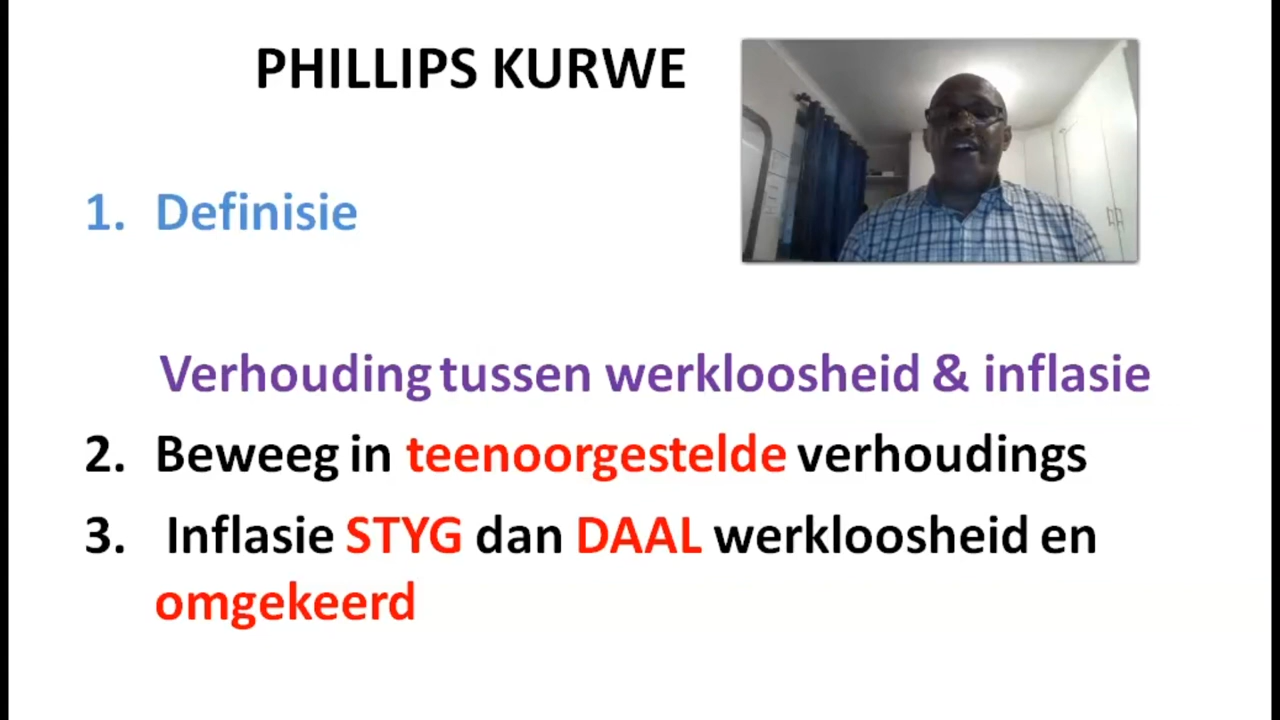 PHILLIPS KURWE
1. Definisie
Verhouding tussen werkloosheid & inflasie
2. Beweeg in teenoorgestelde verhoudings
3. Inflasie STYG dan DAAL werkloosheid en
omgekeerd